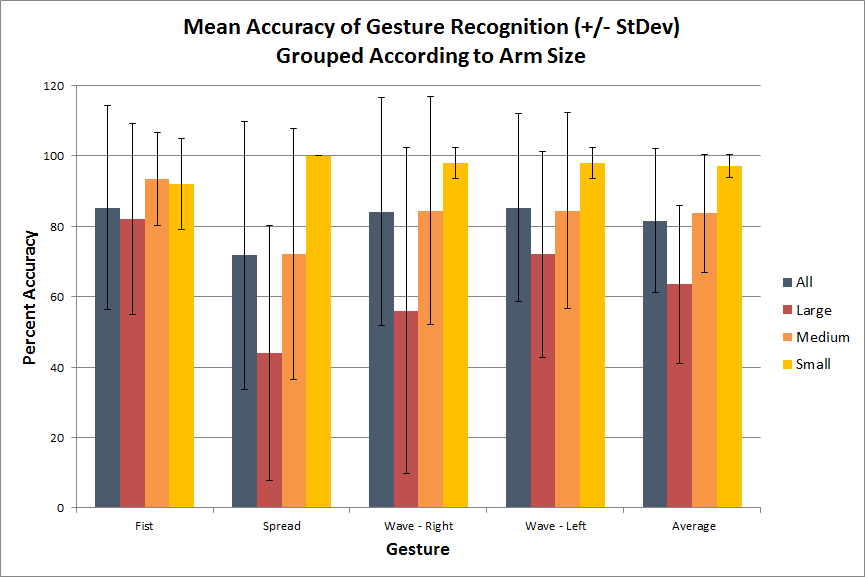 Mean Accuracy of Gesture Recognition (+/- StDev)
Grouped According to Arm Size
Percent Accuracy
120
100
80
60
40
20
0
Fist
Spread
Wave - Right
Wave - Left
Average
Gesture
All
Large
Medium
Small